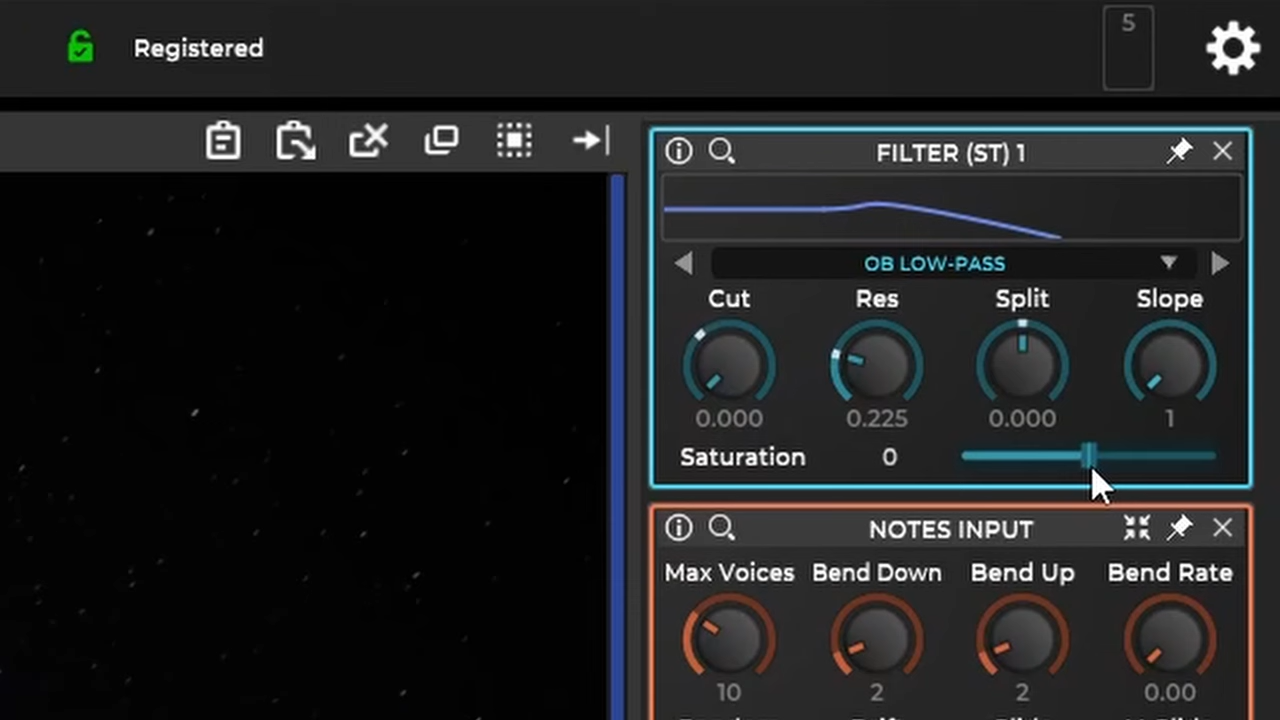 Registered
5
FILTER (ST) 1
OB LOW-PASS
Cut Res Split Slope
0.000 0.225 0.000 1
Saturation 0
NOTES INPUT
Max Voices Bend Down Bend Up Bend Rate
10 2 2 0.00